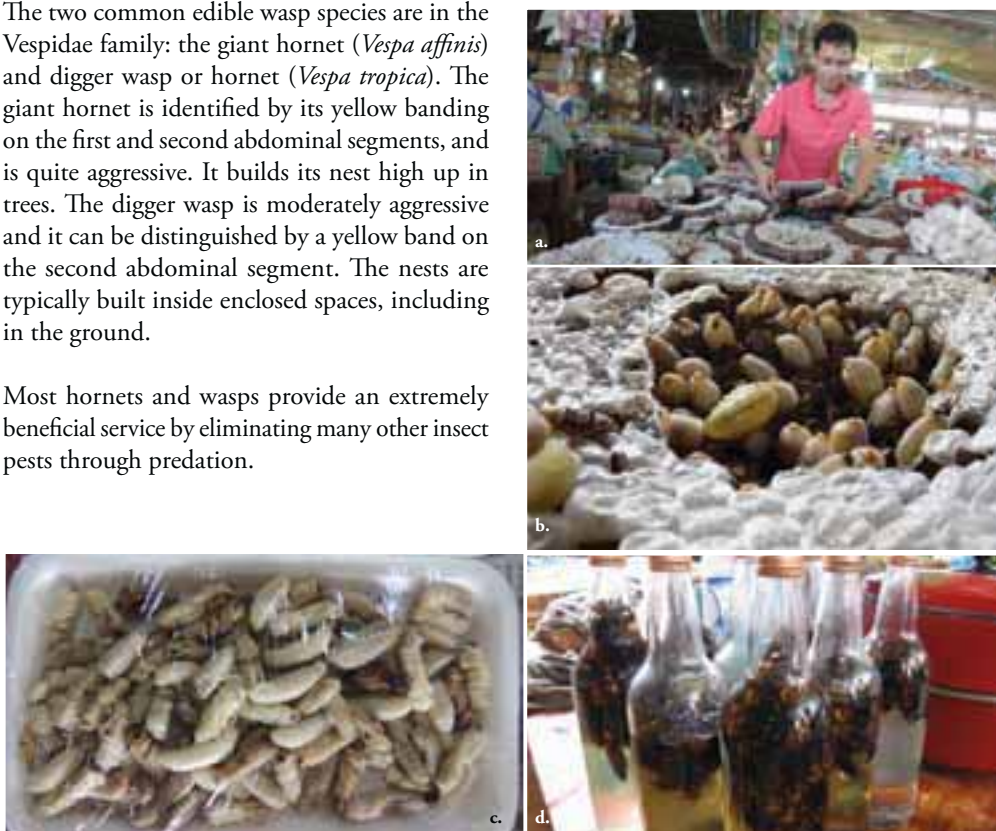 The two common edible wasp species are in the
Vespidae family: the giant hornet (Vespa affinis)
and digger wasp or hornet (Vespa tropica). The
giant hornet is identified by its yellow banding
on the first and second abdominal segments, and
is quite aggressive. It builds its nest high up in
trees. The digger wasp is moderately aggressive
and it can be distinguished by a yellow band on
the second abdominal segment. The nests are
typically built inside enclosed spaces, including
in the ground.
Most hornets and wasps provide an extremely
beneficial service by eliminating many other insect
pests through predation.
a.
b.
c.
d.